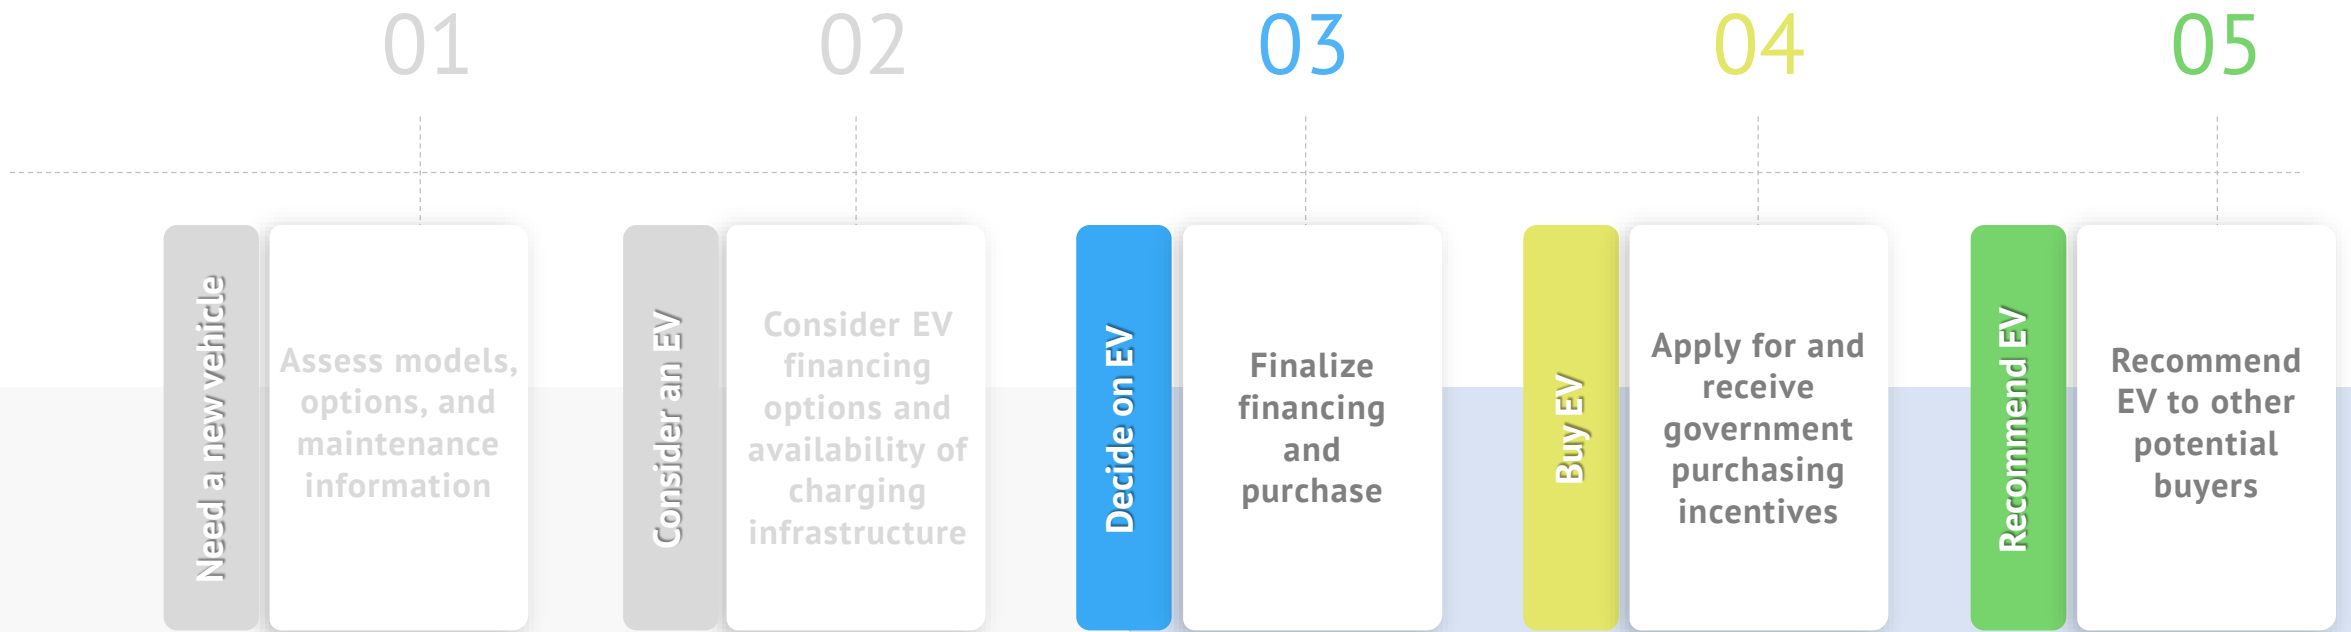 01
02
03
04
05
Need a new vehicle
Assess models,
options, and
maintenance
information
Consider an EV
Consider EV
financing
options and
availability of
charging
infrastructure
Decide on EV
Finalize
financing
and
purchase
Buy EV
Apply for and
receive
government
purchasing
incentives
Recommend EV
Recommend
EV to other
potential
buyers